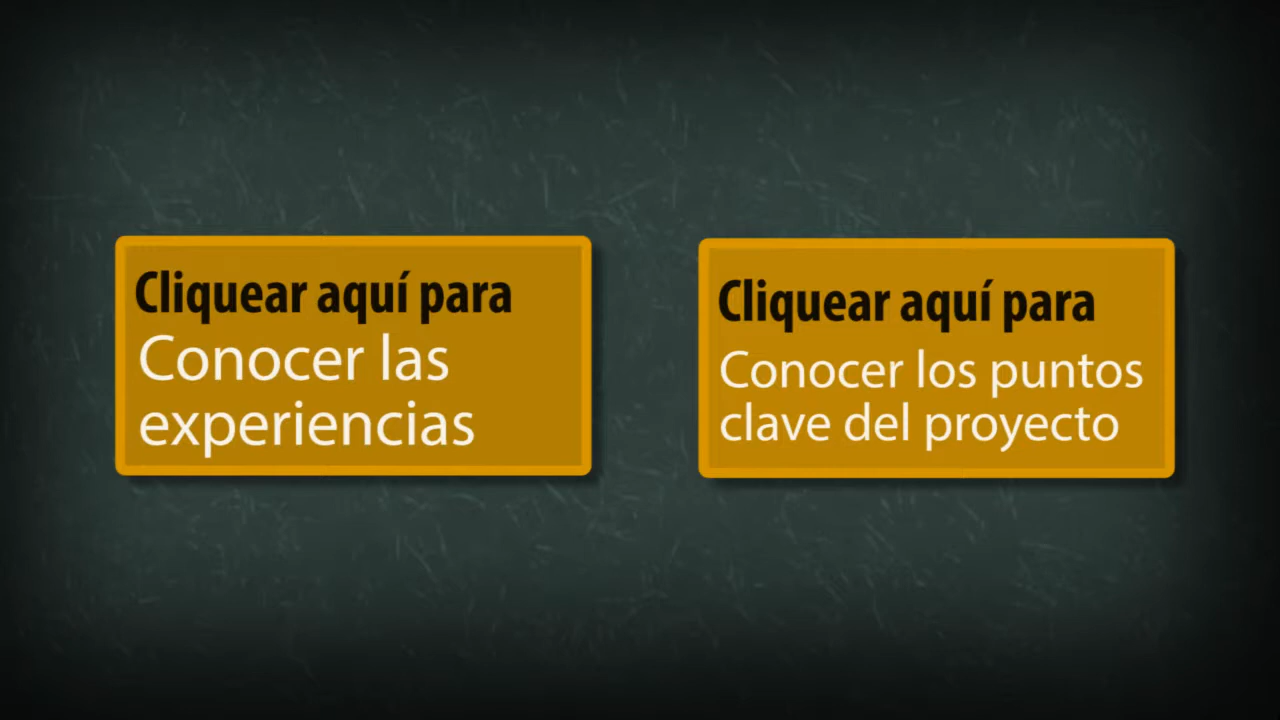 Cliquear aquí para
Conocer las
experiencias
Cliquear aquí para
Conocer los puntos
clave del proyecto